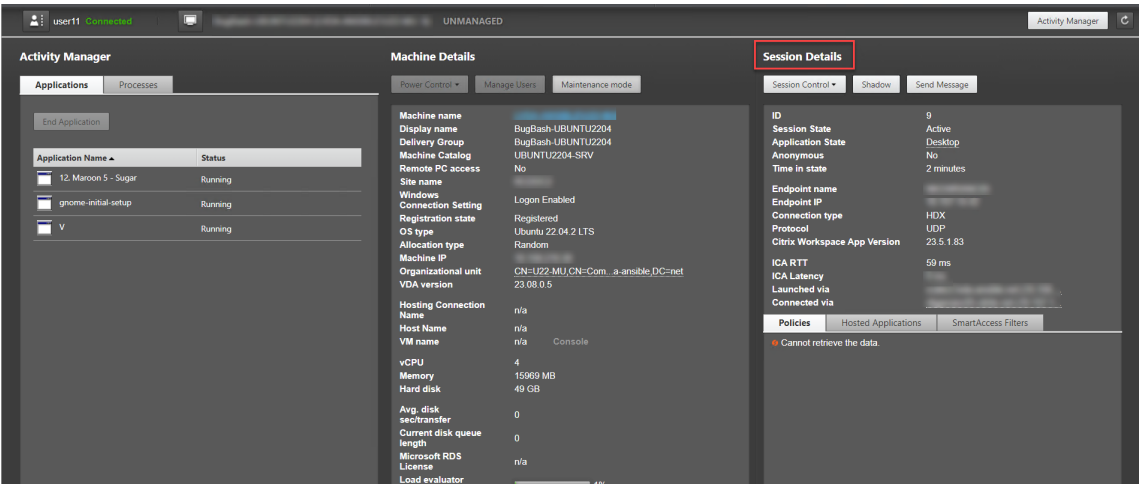 user11 Connected
UNMANAGED
Activity Manager
Activity Manager
Applications Processes
End Application
Application Name Status
12. Maroon 5 - Sugar Running
gnome-initial-setup Running
V Running
Machine Details
Power Control Manage Users Maintenance mode
Machine name
Display name BugBash-UBUNTU2204
Delivery Group BugBash-UBUNTU2204
Machine Catalog UBUNTU2204-SRV
Remote PC access No
Site name
Windows
Connection Setting Logon Enabled
Registration state Registered
OS type Ubuntu 22.04.2 LTS
Allocation type Random
Machine IP
Organizational unit CN=U22-MU,CN=Com...a-ansible,DC=net
VDA version 23.08.0.5
Hosting Connection
Name n/a
Host Name n/a
VM name n/a Console
vCPU 4
Memory 15969 MB
Hard disk 49 GB
Avg. disk
sec/transfer 0
Current disk queue
length 0
Microsoft RDS
License n/a
Load evaluator
Session Details
Session Control Shadow Send Message
ID 9
Session State Active
Application State Desktop
Anonymous No
Time in state 2 minutes
Endpoint name
Endpoint IP
Connection type HDX
Protocol UDP
Citrix Workspace App Version 23.5.1.83
ICA RTT 59 ms
ICA Latency
Launched via
Connected via
Policies Hosted Applications SmartAccess Filters
Cannot retrieve the data.